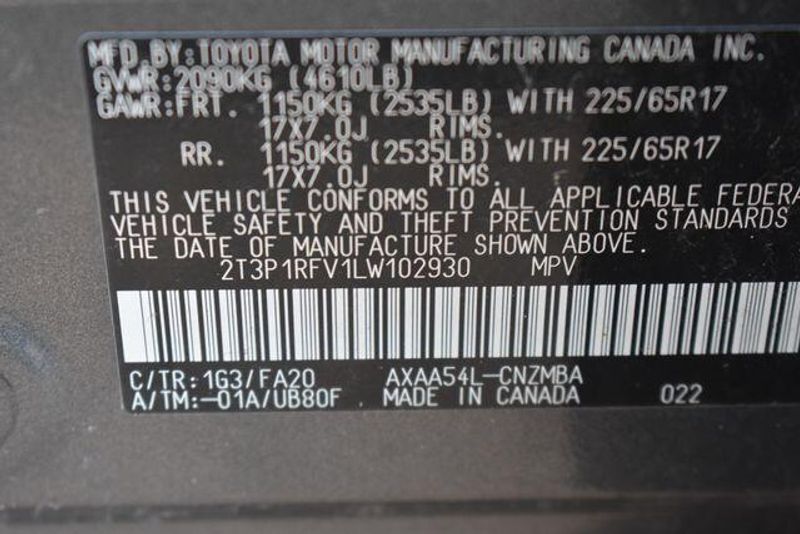 MFD.BY:TOYOTA MOTOR MANUFACTURING CANADA INC.
GVWR:2090KG (4610LB)
GAWR:FRT. 1150KG (2535LB) WITH 225/65R17
17X7.0J RIMS.
RR. 1150KG (2535LB) WITH 225/65R17
17X7.0J RIMS.
THIS VEHICLE CONFORMS TO ALL APPLICABLE FEDERA
VEHICLE SAFETY AND THEFT PREVENTION STANDARDS
THE DATE OF MANUFACTURE SHOWN ABOVE.
2T3P1RFV1LW102930 MPV
C/TR:1G3/FA20 AXAA54L-CNZMBA
A/TM:-01A/UB80F MADE IN CANADA 022